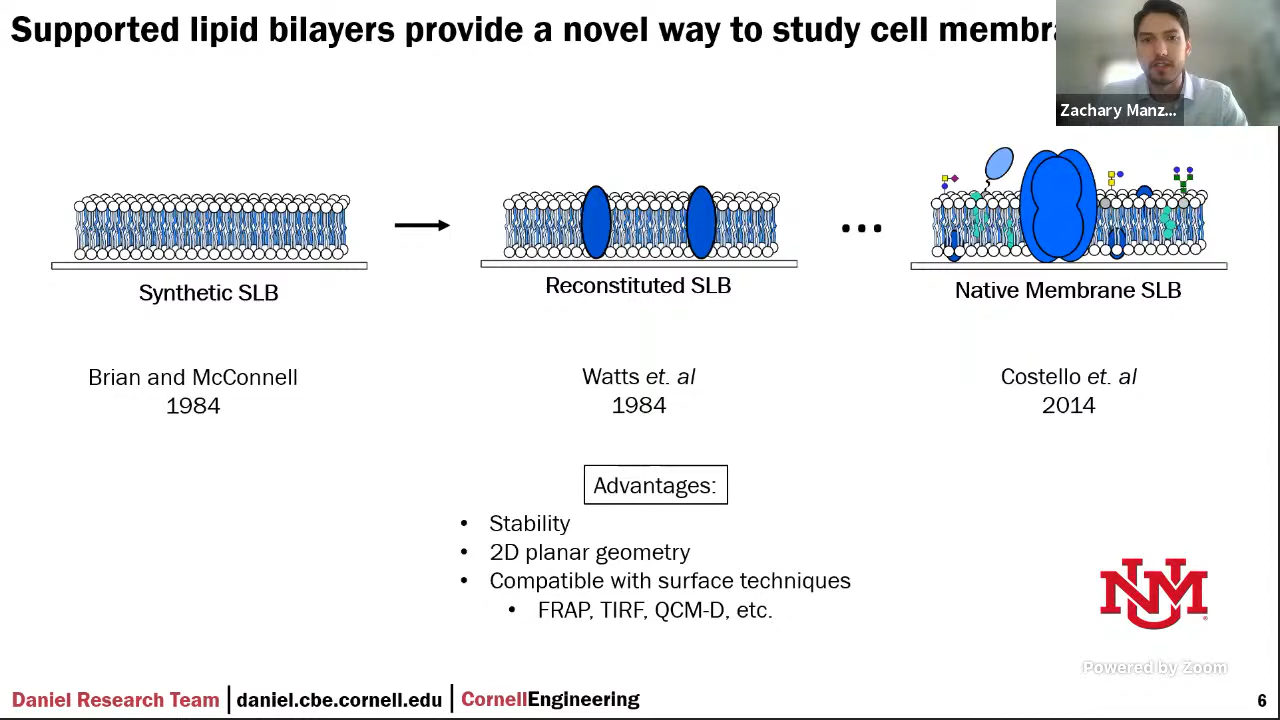 Supported lipid bilayers provide a novel way to study cell membra
Zachary Manz...
Synthetic SLB
Reconstituted SLB
...
Native Membrane SLB
Brian and McConnell
1984
Watts et. al
1984
Costello et. al
2014
Advantages:
• Stability
• 2D planar geometry
• Compatible with surface techniques
• FRAP, TIRF, QCM-D, etc.
UNM
Powered by Zoom
Daniel Research Team | daniel.cbe.cornell.edu | CornellEngineering
6